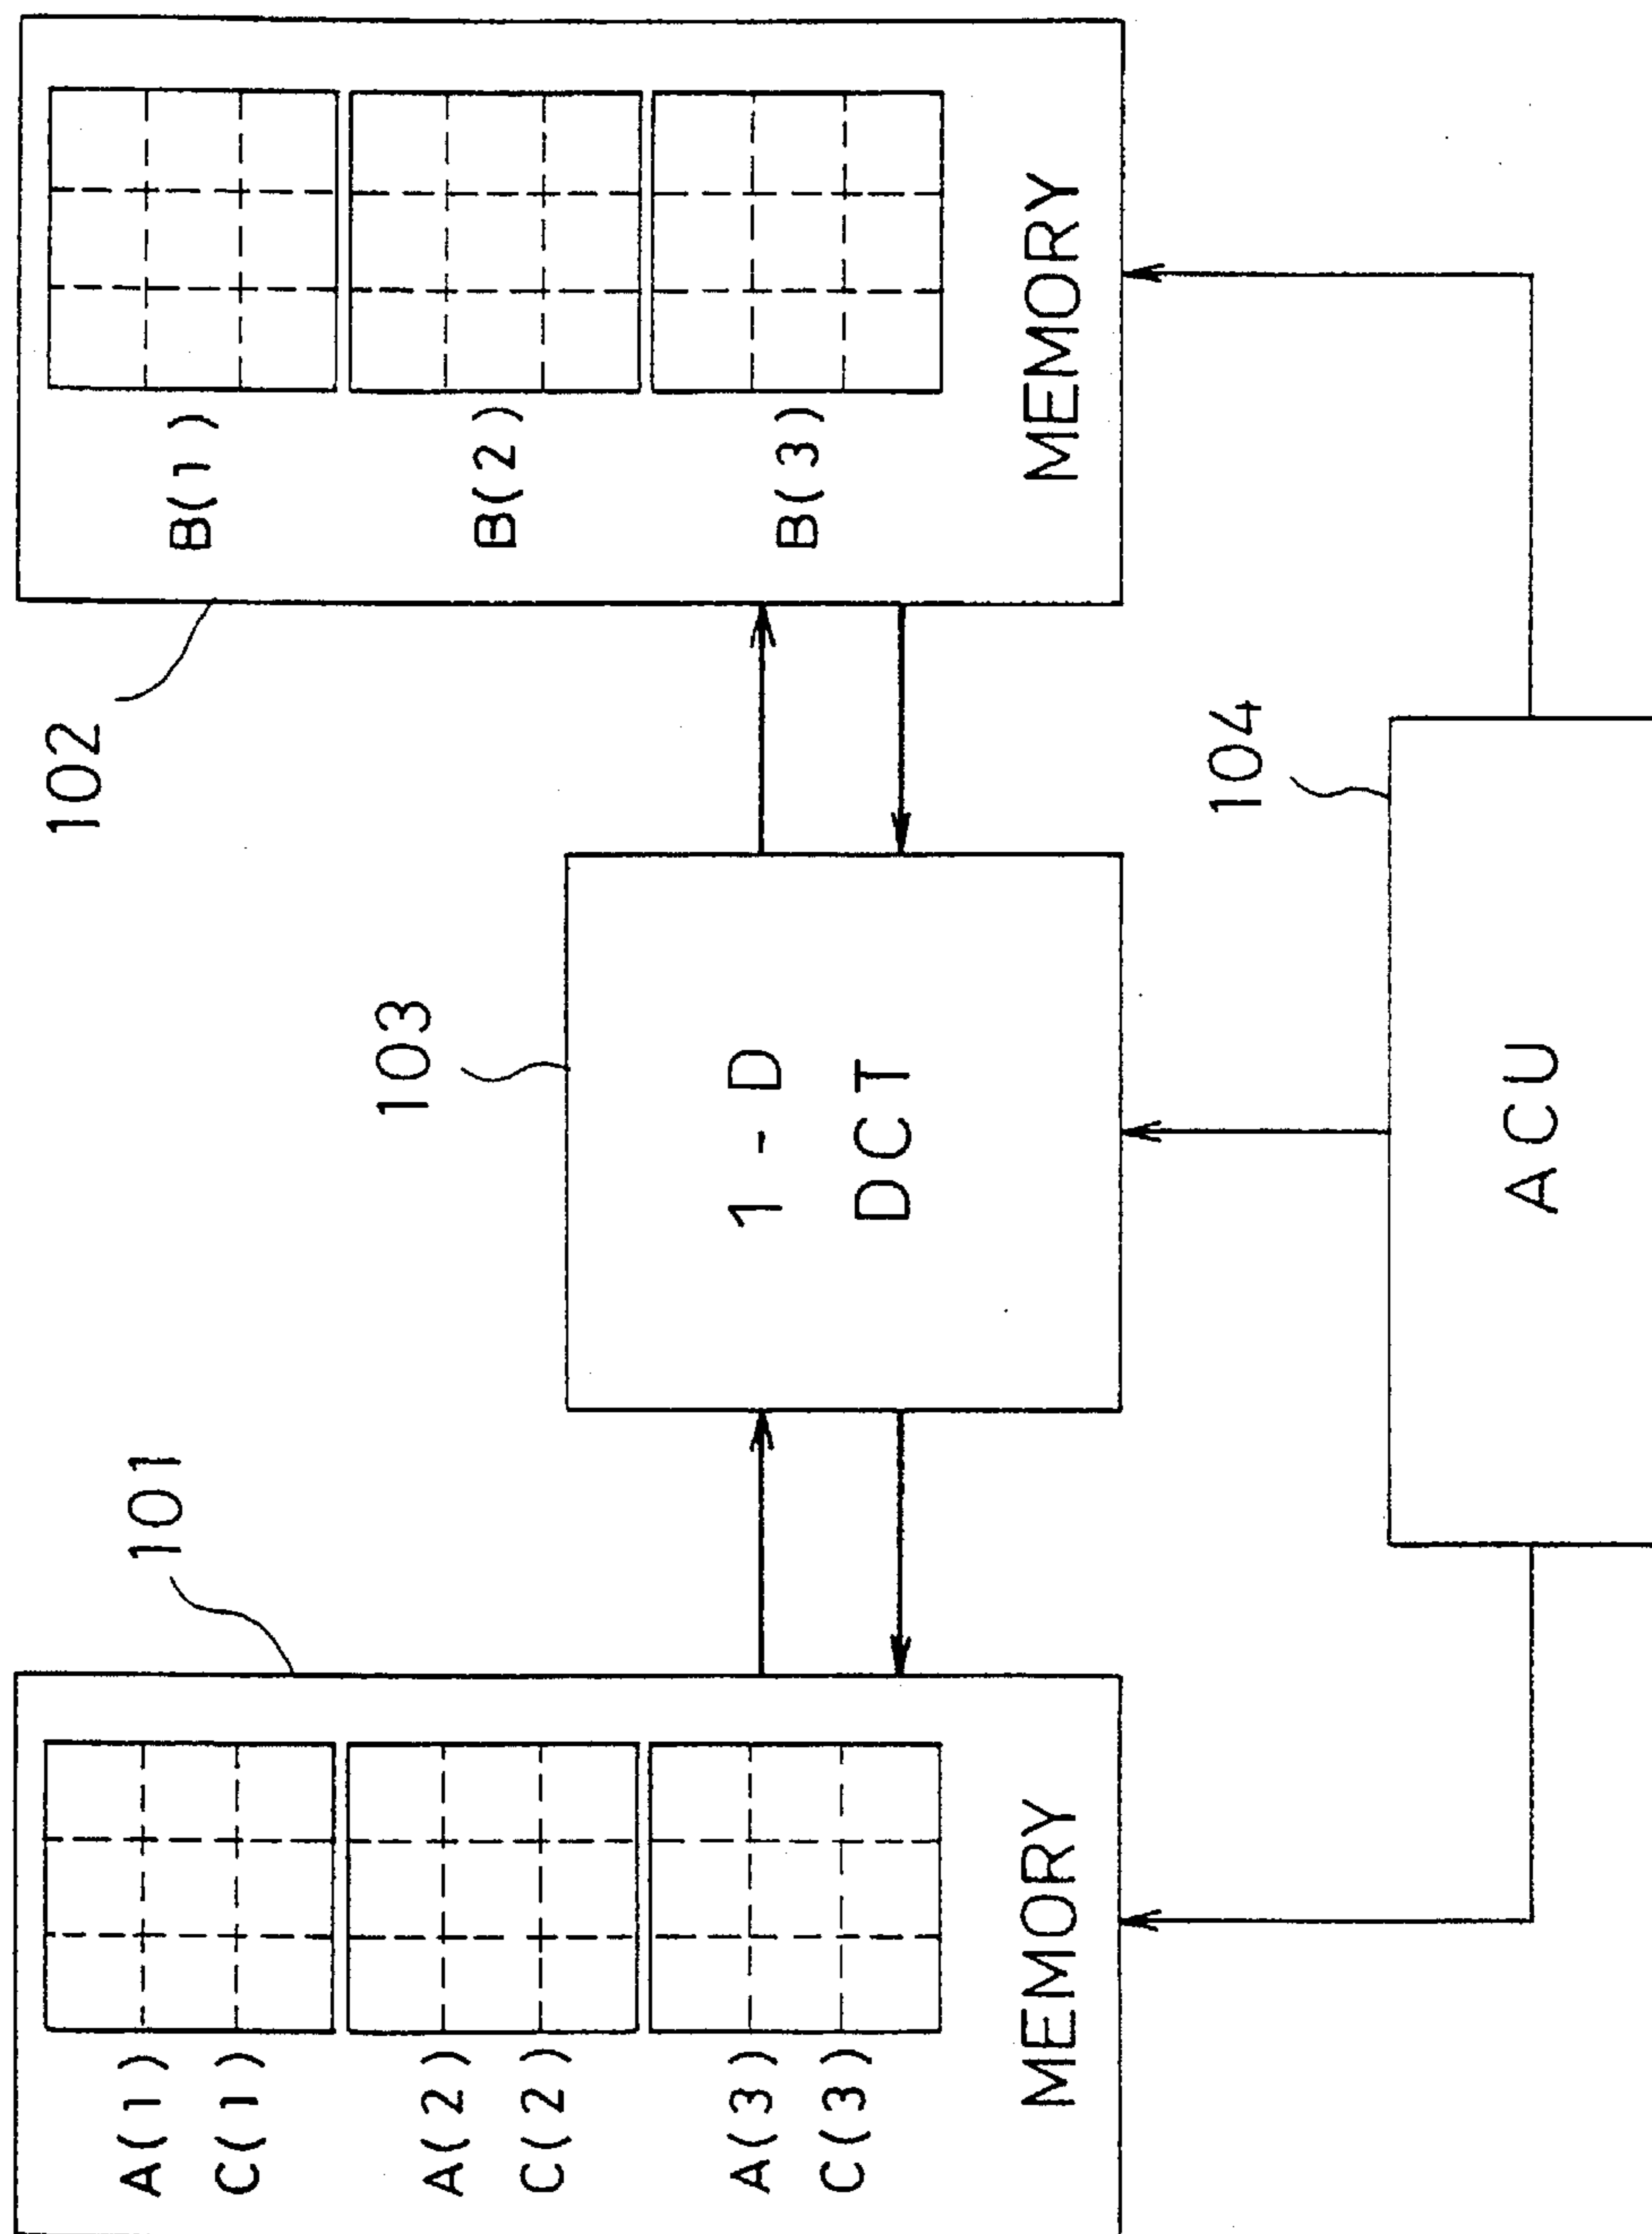 101
102
103
104
A(1)
C(1)
A(2)
C(2)
A(3)
C(3)
MEMORY
1-D
DCT
B(1)
B(2)
B(3)
MEMORY
ACU